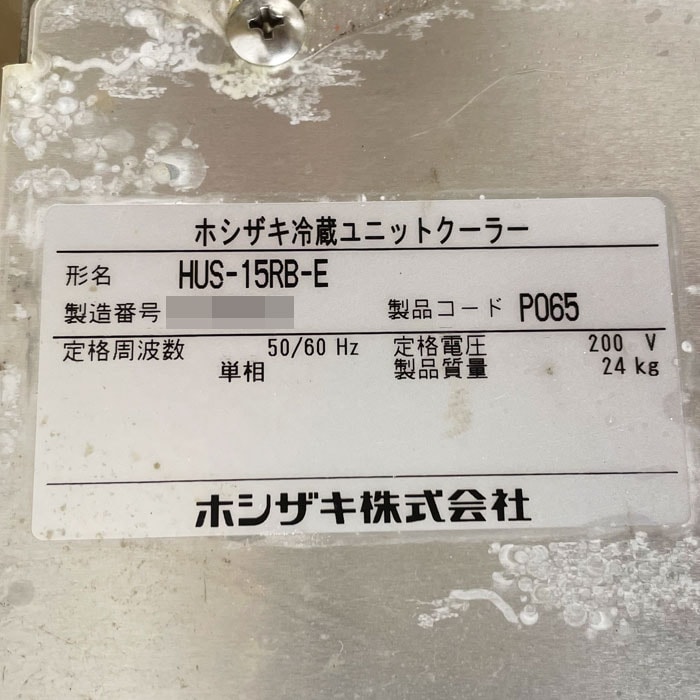 ホシザキ冷蔵ユニットクーラー
形名 HUS-15RB-E
製造番号 製品コード P065
定格周波数 50/60 Hz 定格電圧 200 V
単相 製品質量 24 kg
ホシザキ株式会社